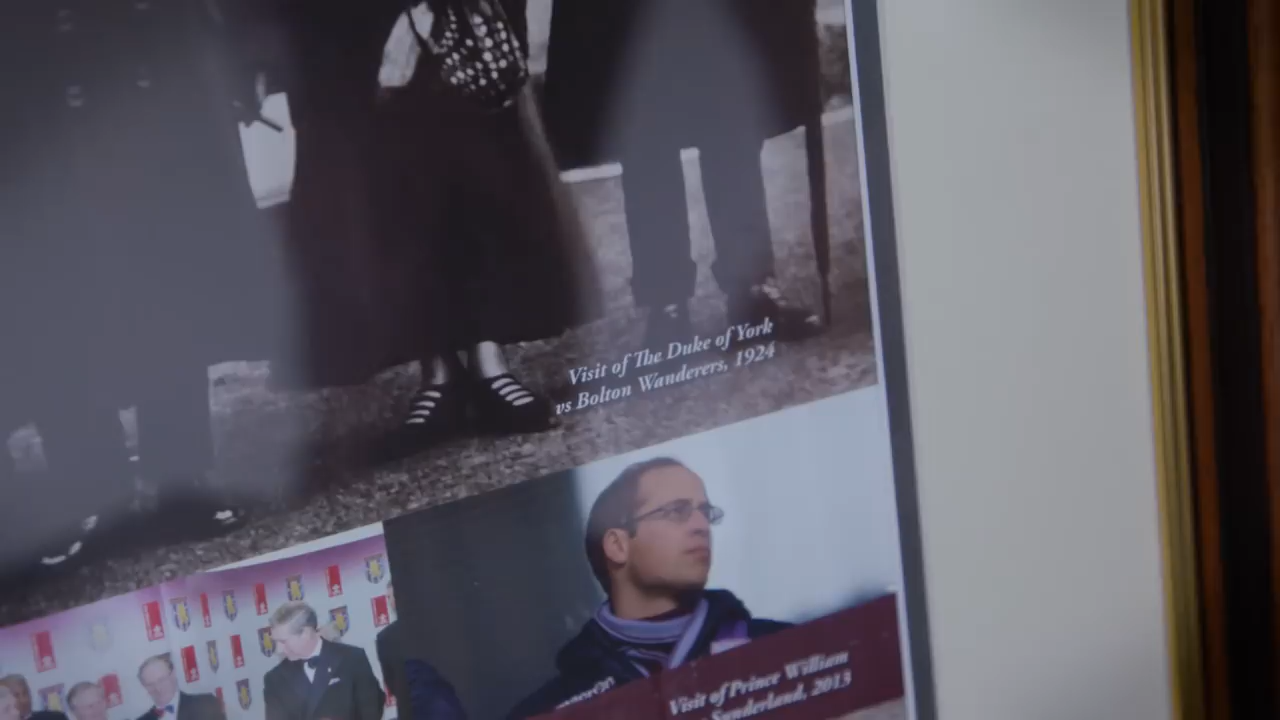 Visit of The Duke of York
vs Bolton Wanderers, 1924
Visit of Prince William
Sunderland, 2013